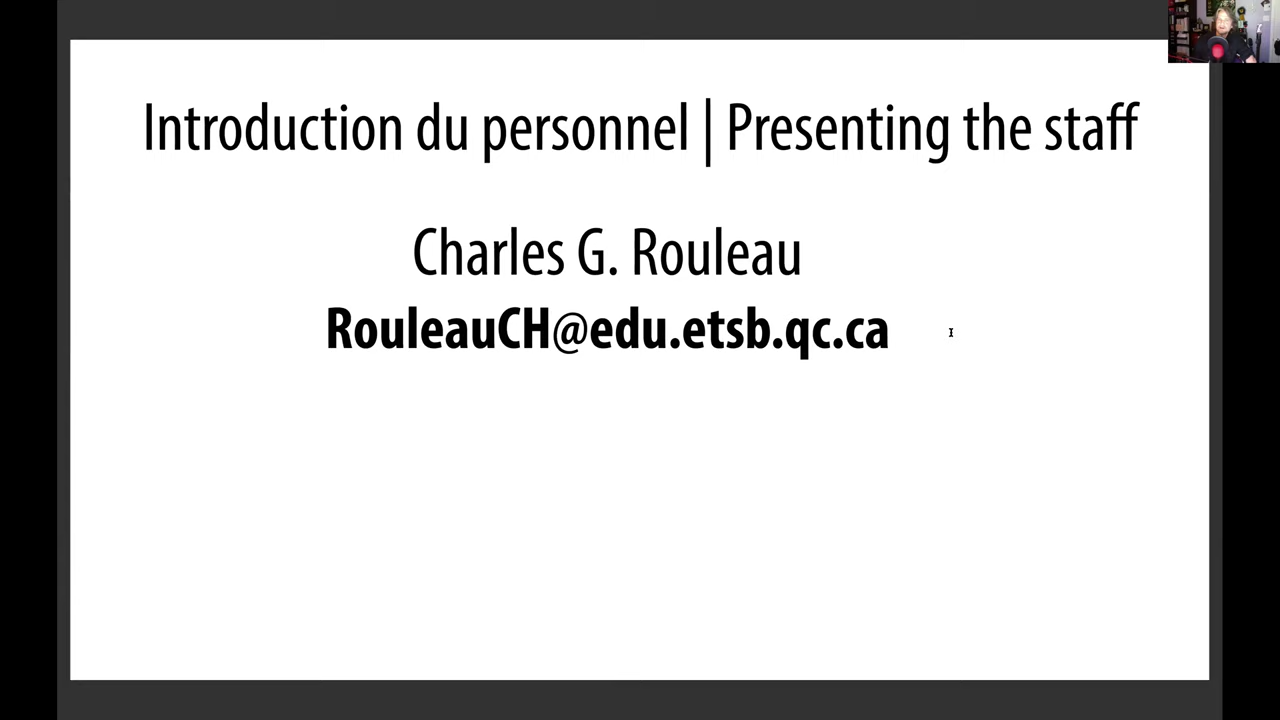 Introduction du personnel | Presenting the staff
Charles G. Rouleau
RouleauCH@edu.etsb.qc.ca